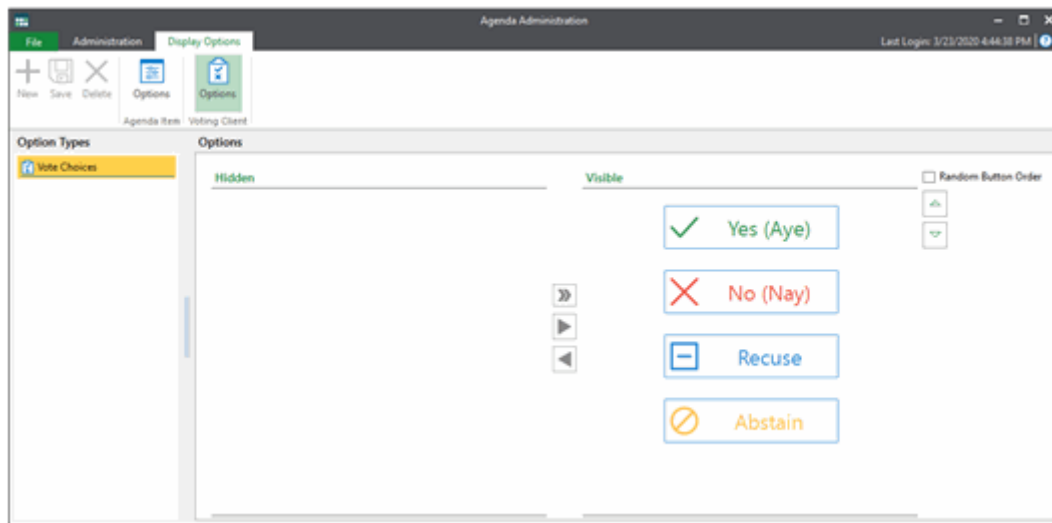 Agenda Administration
File Administration Display Options Last Login: 3/23/2020 4:44:38 PM
New Save Delete Options Options
Agenda Item Voting Client
Option Types Options
Vote Choices
Hidden Visible Random Button Order
Yes (Aye)
No (Nay)
Recuse
Abstain